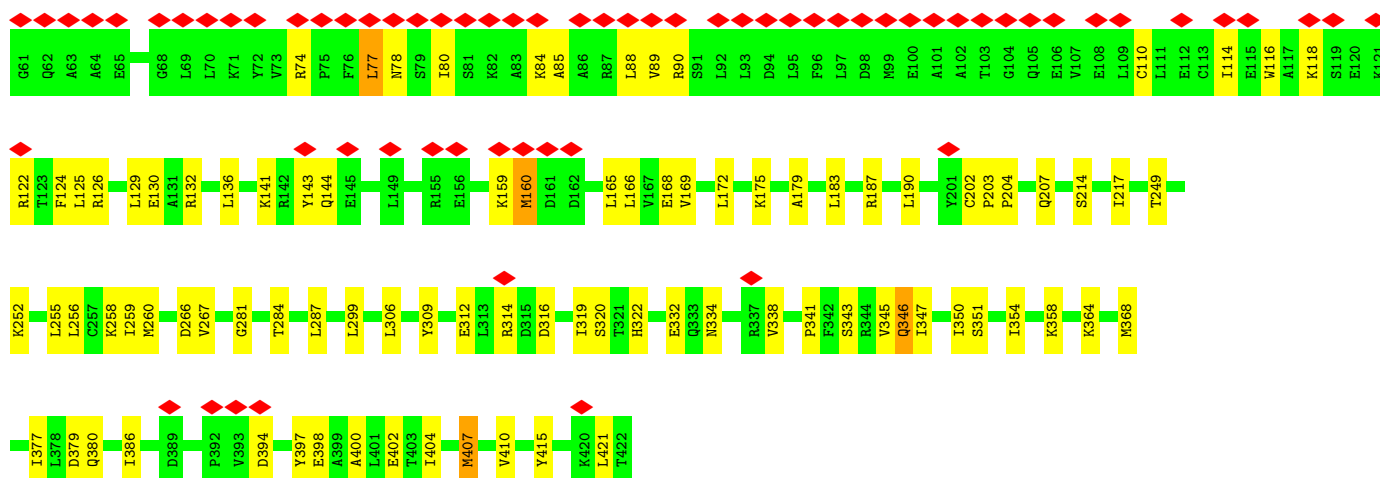 G61 Q62 A63 A64 E65 G68 L69 L70 K71 Y72 V73 R74 P75 F76 L77 N78 S79 I80 S81 K82 A83 K84 A85 A86 R87 L88 V89 R90 S91 L92 L93 D94 L95 F96 L97 D98 M99 E100 A101 A102 T103 G104 Q105 E106 V107 E108 L109 C110 L111 E112 C113 I114 E115 W116 A117 K118 S119 E120 K121
R122 T123 F124 L125 R126 L129 E130 A131 R132 L136 K141 R142 Y143 Q144 E145 L149 R155 E156 K159 M160 D161 D162 L165 L166 V167 E168 V169 L172 K175 A179 L183 R187 L190 Y201 C202 P203 P204 Q207 S214 I217 T249
K252 L255 L256 C257 K258 I259 M260 D266 V267 G281 T284 L287 L299 L306 Y309 E312 L313 R314 D315 D316 I319 S320 T321 H322 E332 Q333 N334 R337 V338 P341 F342 S343 R344 V345 Q346 I347 I350 S351 I354 K358 K364 M368
I377 L378 D379 Q380 I386 D389 P392 V393 D394 Y397 E398 A399 A400 L401 E402 T403 I404 M407 V410 Y415 K420 L421 T422